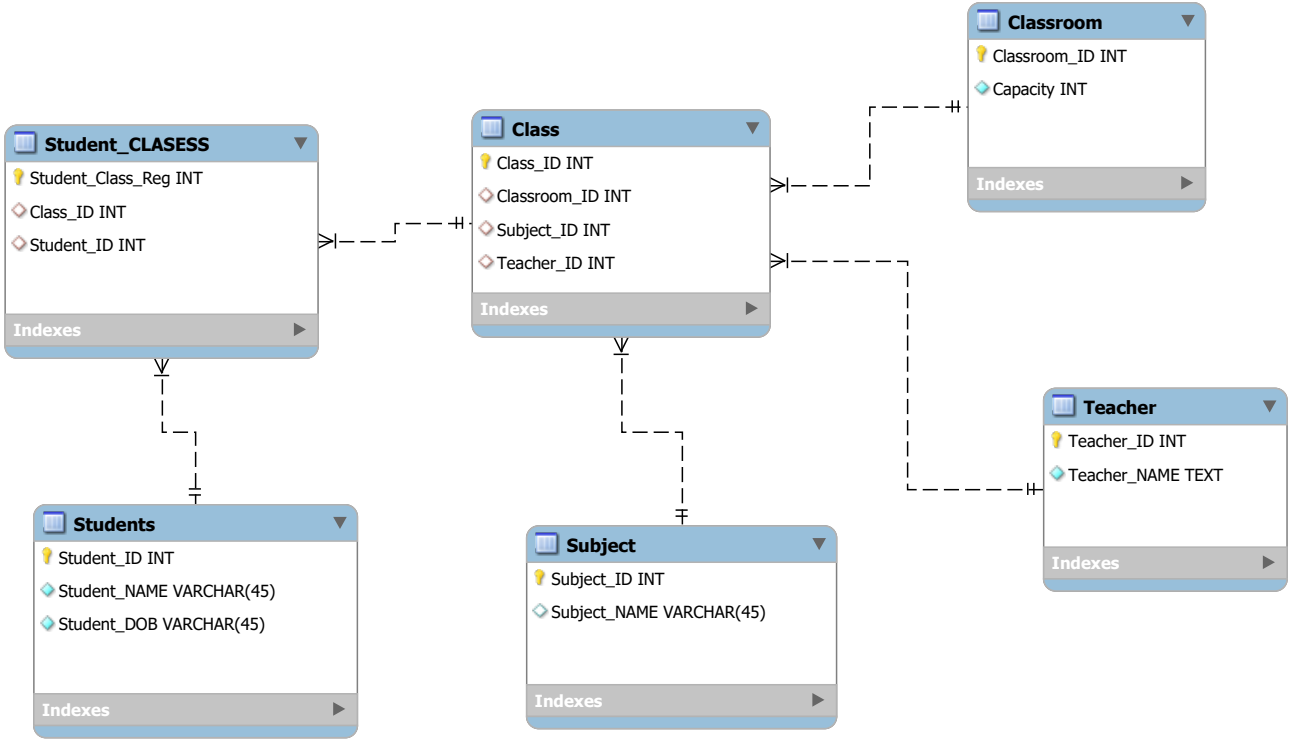 Classroom
Classroom_ID INT
Capacity INT
Indexes
Student_CLASESS
Student_Class_Reg INT
Class_ID INT
Student_ID INT
Indexes
Class
Class_ID INT
Classroom_ID INT
Subject_ID INT
Teacher_ID INT
Indexes
Teacher
Teacher_ID INT
Teacher_NAME TEXT
Indexes
Students
Student_ID INT
Student_NAME VARCHAR(45)
Student_DOB VARCHAR(45)
Indexes
Subject
Subject_ID INT
Subject_NAME VARCHAR(45)
Indexes